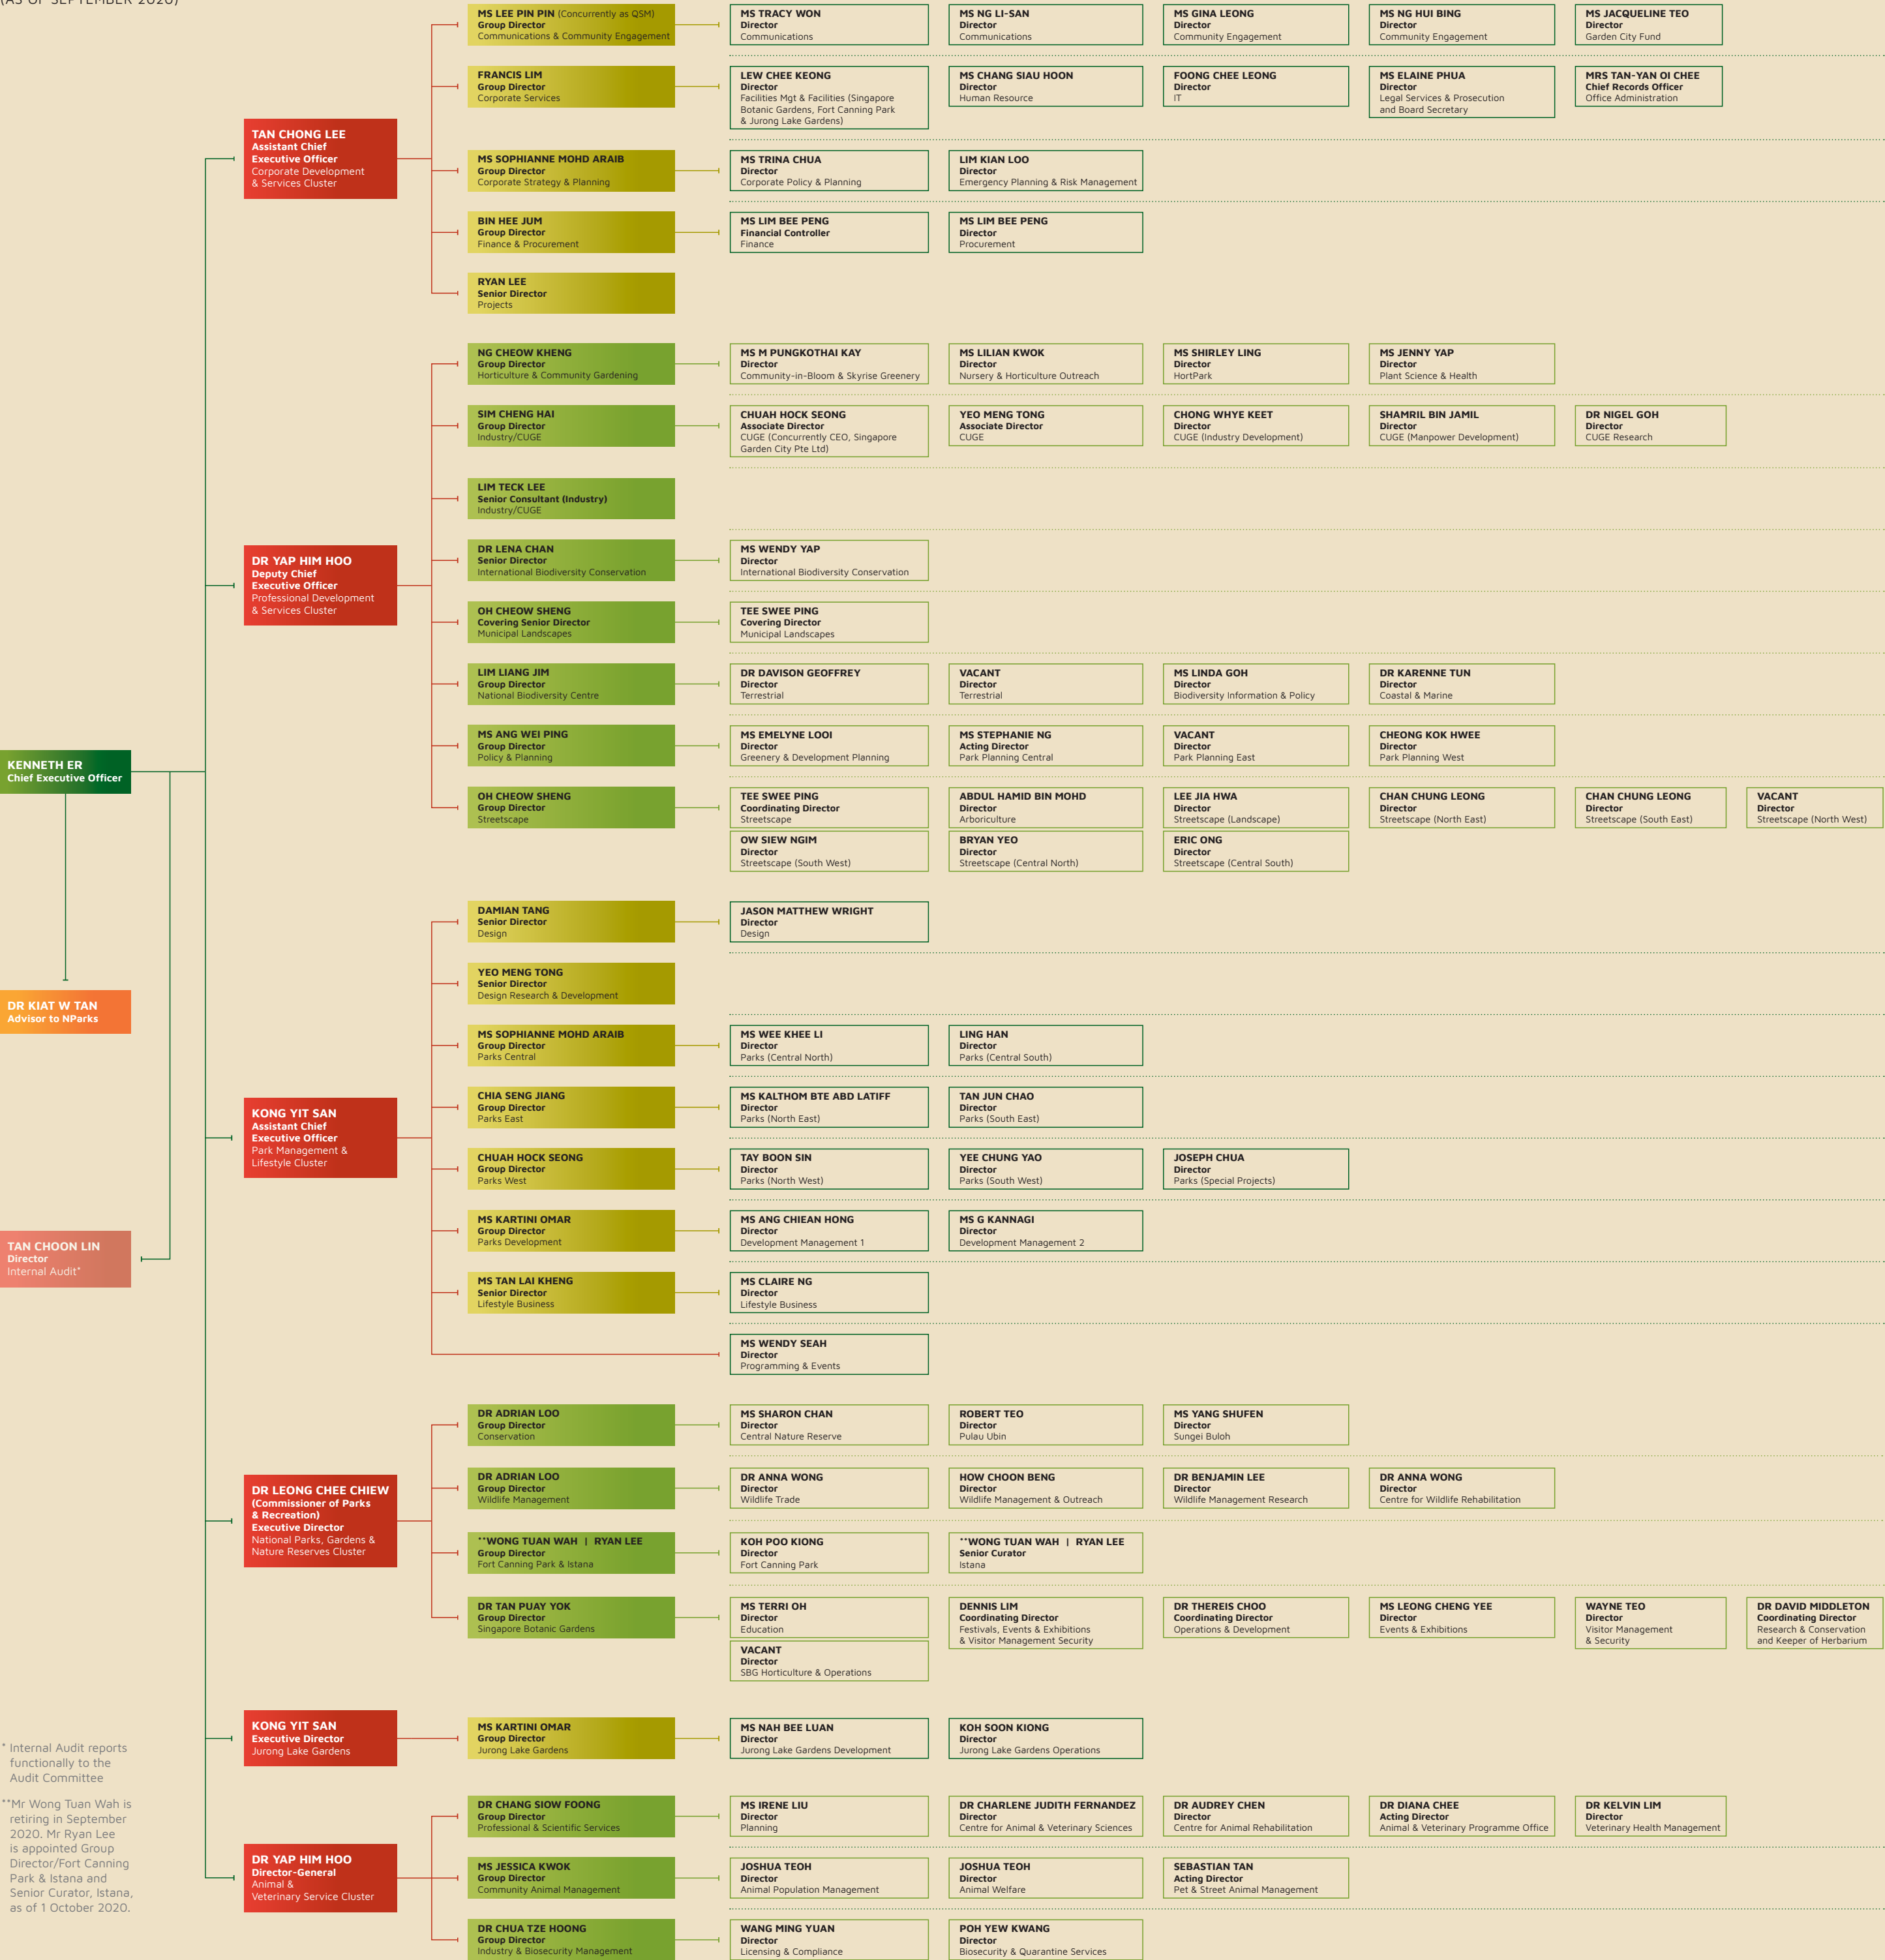 (AS OF SEPTEMBER 2020)
MS LEE PIN PIN (Concurrently as QSM)
Group Director
Communications & Community Engagement
MS TRACY WON
Director
Communications
MS NG LI-SAN
Director
Communications
MS GINA LEONG
Director
Community Engagement
MS NG HUI BING
Director
Community Engagement
MS JACQUELINE TEO
Director
Garden City Fund
FRANCIS LIM
Group Director
Corporate Services
LEW CHEE KEONG
Director
Facilities Mgt & Facilities (Singapore
Botanic Gardens, Fort Canning Park
& Jurong Lake Gardens)
MS CHANG SIAU HOON
Director
Human Resource
FOONG CHEE LEONG
Director
IT
MS ELAINE PHUA
Director
Legal Services & Prosecution
and Board Secretary
MRS TAN-YAN OI CHEE
Chief Records Officer
Office Administration
TAN CHONG LEE
Assistant Chief
Executive Officer
Corporate Development
& Services Cluster
MS SOPHIANNE MOHD ARAIB
Group Director
Corporate Strategy & Planning
MS TRINA CHUA
Director
Corporate Policy & Planning
LIM KIAN LOO
Director
Emergency Planning & Risk Management
BIN HEE JUM
Group Director
Finance & Procurement
MS LIM BEE PENG
Financial Controller
Finance
MS LIM BEE PENG
Director
Procurement
RYAN LEE
Senior Director
Projects
NG CHEOW KHENG
Group Director
Horticulture & Community Gardening
MS M PUNGKOTHAI KAY
Director
Community-in-Bloom & Skyrise Greenery
MS LILIAN KWOK
Director
Nursery & Horticulture Outreach
MS SHIRLEY LING
Director
HortPark
MS JENNY YAP
Director
Plant Science & Health
SIM CHENG HAI
Group Director
Industry/CUGE
CHUAH HOCK SEONG
Associate Director
CUGE (Concurrently CEO, Singapore
Garden City Pte Ltd)
YEO MENG TONG
Associate Director
CUGE
CHONG WHYE KEET
Director
CUGE (Industry Development)
SHAMRIL BIN JAMIL
Director
CUGE (Manpower Development)
DR NIGEL GOH
Director
CUGE Research
LIM TECK LEE
Senior Consultant (Industry)
Industry/CUGE
DR YAP HIM HOO
Deputy Chief
Executive Officer
Professional Development
& Services Cluster
DR LENA CHAN
Senior Director
International Biodiversity Conservation
MS WENDY YAP
Director
International Biodiversity Conservation
OH CHEOW SHENG
Covering Senior Director
Municipal Landscapes
TEE SWEE PING
Covering Director
Municipal Landscapes
LIM LIANG JIM
Group Director
National Biodiversity Centre
DR DAVISON GEOFFREY
Director
Terrestrial
VACANT
Director
Terrestrial
MS LINDA GOH
Director
Biodiversity Information & Policy
DR KARENNE TUN
Director
Coastal & Marine
MS ANG WEI PING
Group Director
Policy & Planning
MS EMELYNE LOOI
Director
Greenery & Development Planning
MS STEPHANIE NG
Acting Director
Park Planning Central
VACANT
Director
Park Planning East
CHEONG KOK HWEE
Director
Park Planning West
KENNETH ER
Chief Executive Officer
OH CHEOW SHENG
Group Director
Streetscape
TEE SWEE PING
Coordinating Director
Streetscape
ABDUL HAMID BIN MOHD
Director
Arboriculture
LEE JIA HWA
Director
Streetscape (Landscape)
CHAN CHUNG LEONG
Director
Streetscape (North East)
CHAN CHUNG LEONG
Director
Streetscape (South East)
VACANT
Director
Streetscape (North West)
OW SIEW NGIM
Director
Streetscape (South West)
BRYAN YEO
Director
Streetscape (Central North)
ERIC ONG
Director
Streetscape (Central South)
DAMIAN TANG
Senior Director
Design
JASON MATTHEW WRIGHT
Director
Design
YEO MENG TONG
Senior Director
Design Research & Development
DR KIAT W TAN
Advisor to NParks
MS SOPHIANNE MOHD ARAIB
Group Director
Parks Central
MS WEE KHEE LI
Director
Parks (Central North)
LING HAN
Director
Parks (Central South)
KONG YIT SAN
Assistant Chief
Executive Officer
Park Management &
Lifestyle Cluster
CHIA SENG JIANG
Group Director
Parks East
MS KALTHOM BTE ABD LATIFF
Director
Parks (North East)
TAN JUN CHAO
Director
Parks (South East)
CHUAH HOCK SEONG
Group Director
Parks West
TAY BOON SIN
Director
Parks (North West)
YEE CHUNG YAO
Director
Parks (South West)
JOSEPH CHUA
Director
Parks (Special Projects)
TAN CHOON LIN
Director
Internal Audit*
MS KARTINI OMAR
Group Director
Parks Development
MS ANG CHIEAN HONG
Director
Development Management 1
MS G KANNAGI
Director
Development Management 2
MS TAN LAI KHENG
Senior Director
Lifestyle Business
MS CLAIRE NG
Director
Lifestyle Business
MS WENDY SEAH
Director
Programming & Events
DR ADRIAN LOO
Group Director
Conservation
MS SHARON CHAN
Director
Central Nature Reserve
ROBERT TEO
Director
Pulau Ubin
MS YANG SHUFEN
Director
Sungei Buloh
DR LEONG CHEE CHIEW
(Commissioner of Parks
& Recreation)
Executive Director
National Parks, Gardens &
Nature Reserves Cluster
DR ADRIAN LOO
Group Director
Wildlife Management
DR ANNA WONG
Director
Wildlife Trade
HOW CHOON BENG
Director
Wildlife Management & Outreach
DR BENJAMIN LEE
Director
Wildlife Management Research
DR ANNA WONG
Director
Centre for Wildlife Rehabilitation
**WONG TUAN WAH | RYAN LEE
Group Director
Fort Canning Park & Istana
KOH POO KIONG
Director
Fort Canning Park
**WONG TUAN WAH | RYAN LEE
Senior Curator
Istana
DR TAN PUAY YOK
Group Director
Singapore Botanic Gardens
MS TERRI OH
Director
Education
DENNIS LIM
Coordinating Director
Festivals, Events & Exhibitions
& Visitor Management Security
DR THEREIS CHOO
Coordinating Director
Operations & Development
MS LEONG CHENG YEE
Director
Events & Exhibitions
WAYNE TEO
Director
Visitor Management
& Security
DR DAVID MIDDLETON
Coordinating Director
Research & Conservation
and Keeper of Herbarium
VACANT
Director
SBG Horticulture & Operations
KONG YIT SAN
Executive Director
Jurong Lake Gardens
MS KARTINI OMAR
Group Director
Jurong Lake Gardens
MS NAH BEE LUAN
Director
Jurong Lake Gardens Development
KOH SOON KIONG
Director
Jurong Lake Gardens Operations
* Internal Audit reports
functionally to the
Audit Committee
**Mr Wong Tuan Wah is
retiring in September
2020. Mr Ryan Lee
is appointed Group
Director/Fort Canning
Park & Istana and
Senior Curator, Istana,
as of 1 October 2020.
DR YAP HIM HOO
Director-General
Animal &
Veterinary Service Cluster
DR CHANG SIOW FOONG
Group Director
Professional & Scientific Services
MS IRENE LIU
Director
Planning
DR CHARLENE JUDITH FERNANDEZ
Director
Centre for Animal & Veterinary Sciences
DR AUDREY CHEN
Director
Centre for Animal Rehabilitation
DR DIANA CHEE
Acting Director
Animal & Veterinary Programme Office
DR KELVIN LIM
Director
Veterinary Health Management
MS JESSICA KWOK
Group Director
Community Animal Management
JOSHUA TEOH
Director
Animal Population Management
JOSHUA TEOH
Director
Animal Welfare
SEBASTIAN TAN
Acting Director
Pet & Street Animal Management
DR CHUA TZE HOONG
Group Director
Industry & Biosecurity Management
WANG MING YUAN
Director
Licensing & Compliance
POH YEW KWANG
Director
Biosecurity & Quarantine Services